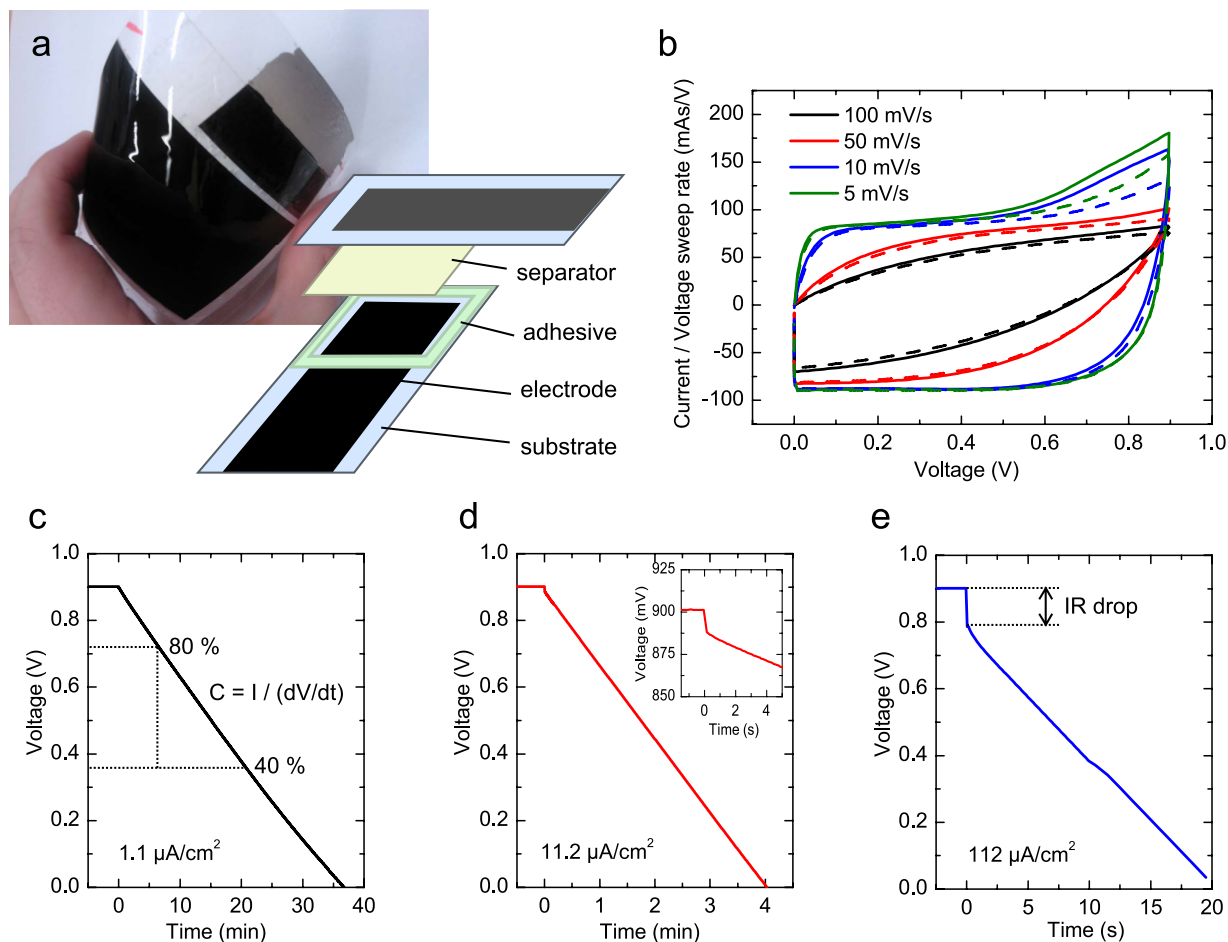 a
separator
adhesive
electrode
substrate
b
100 mV/s
50 mV/s
10 mV/s
5 mV/s
200
150
100
50
0
-50
-100
Current / Voltage sweep rate (mAs/V)
0.0 0.2 0.4 0.6 0.8 1.0
Voltage (V)
c
1.0
0.8
0.6
0.4
0.2
0.0
Voltage (V)
80 %
C = I / (dV/dt)
40 %
1.1 µA/cm²
0 10 20 30 40
Time (min)
d
1.0
0.8
0.6
0.4
0.2
0.0
Voltage (V)
925
900
875
850
Voltage (mV)
0 2 4
Time (s)
11.2 µA/cm²
0 1 2 3 4
Time (min)
e
1.0
0.8
0.6
0.4
0.2
0.0
Voltage (V)
IR drop
112 µA/cm²
0 5 10 15 20
Time (s)